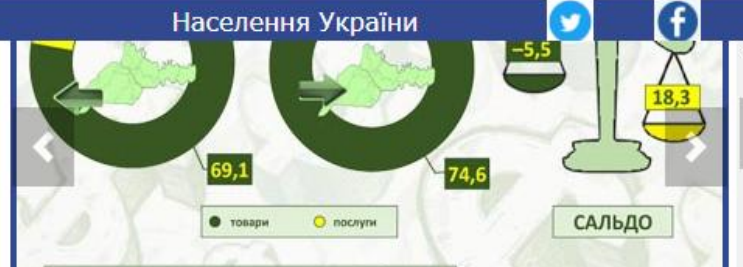 Населення України
–5,5
18,3
69,1
74,6
товари
послуги
САЛЬДО